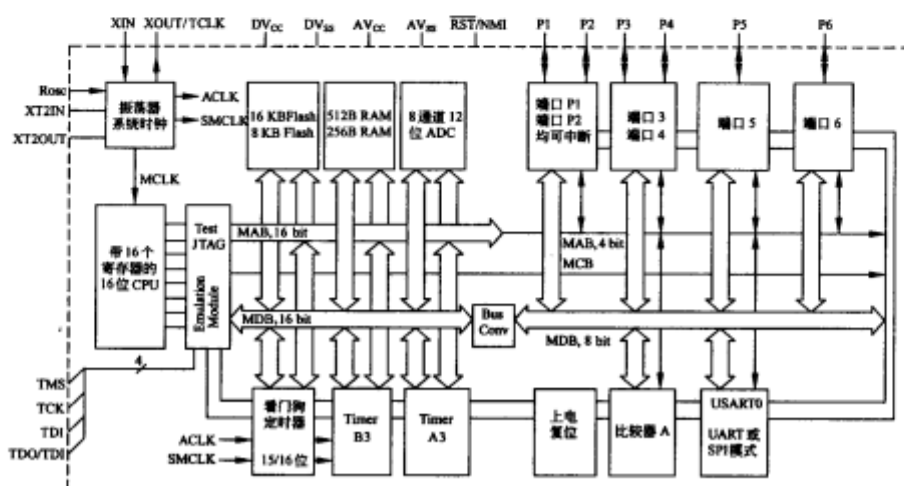 XIN XOUT/TCLK DVcc DVss AVcc AVss RST/NMI P1 P2 P3 P4 P5 P6
Rosc
XT2IN
XT2OUT
振荡器
系统时钟
ACLK
SMCLK
MCLK
16 KBFlash
8 KB Flash
512B RAM
256B RAM
8通道12
位 ADC
端口 P1
端口 P2
均可中断
端口 3
端口 4
端口 5
端口 6
带16个
寄存器的
16位 CPU
Test
JTAG
Emulation
Module
MAB, 16 bit
MAB, 4 bit
MCB
MDB, 16 bit
Bus
Conv
MDB, 8 bit
4
TMS
TCK
TDI
TDO/TDI
ACLK
SMCLK
看门狗
定时器
15/16位
Timer
B3
Timer
A3
上电
复位
比较器 A
USART0
UART 或
SPI模式